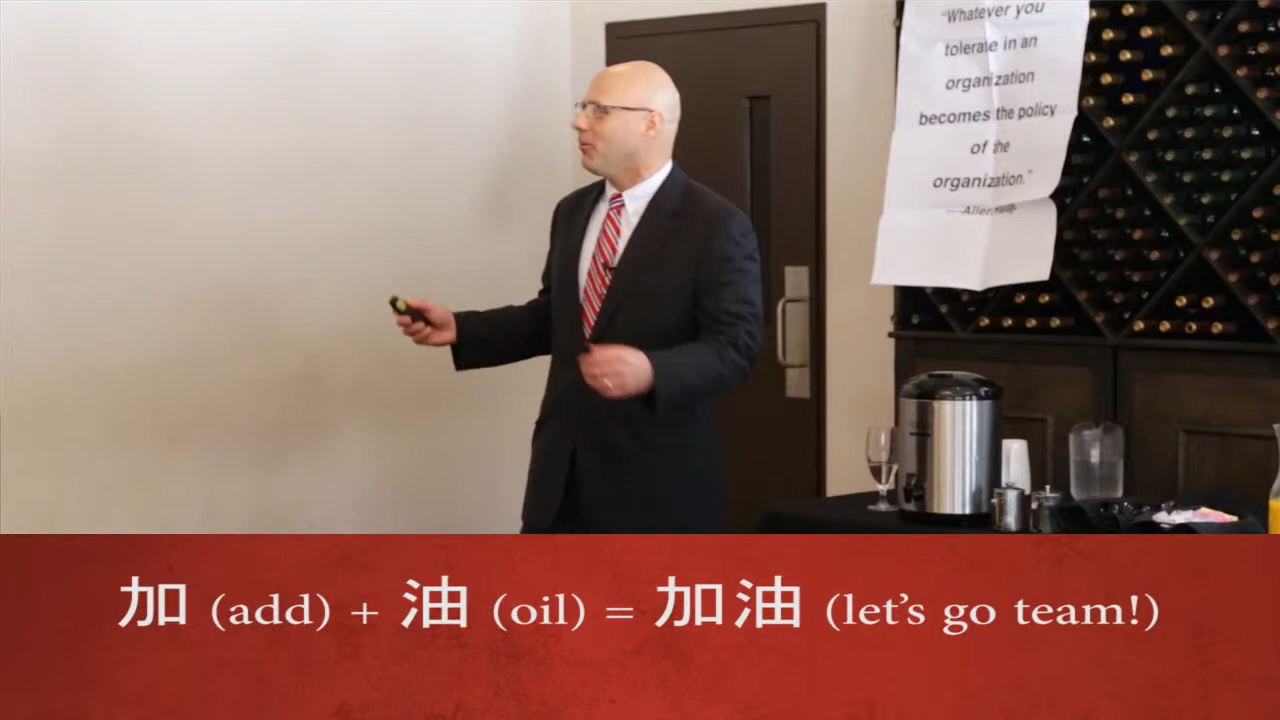 "Whatever you
tolerate in an
organization
becomes the policy
of the
organization."
加 (add) + 油 (oil) = 加油 (let's go team!)